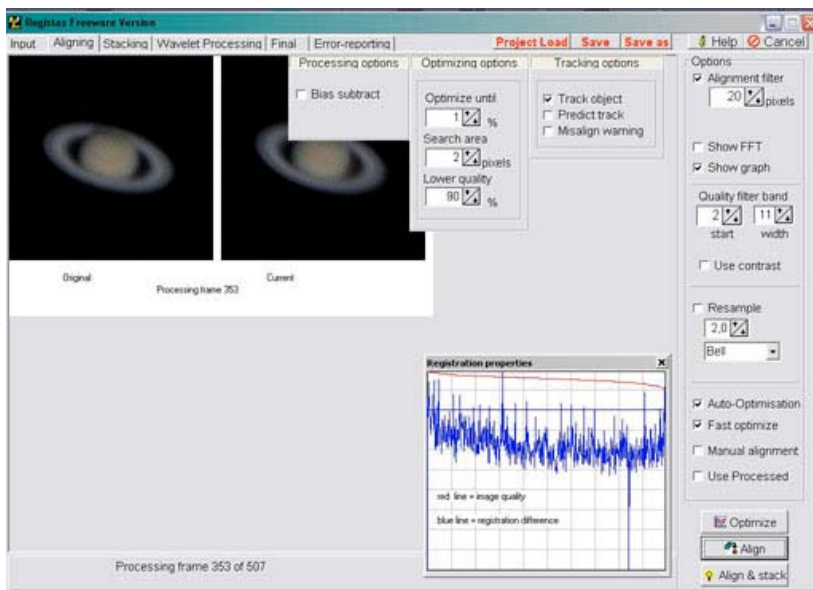 Registax Freeware Version
Input Aligning Stacking Wavelet Processing Final Error-reporting Project Load Save Save as Help Cancel
Processing options Optimizing options Tracking options
Bias subtract
Optimize until
1 %
Search area
2 pixels
Lower quality
90 %
Track object
Predict track
Misalign warning
Original Current
Processing frame 353
Registration properties
red line = image quality
blue line = registration difference
Processing frame 353 of 507
Options
Alignment filter
20 pixels
Show FFT
Show graph
Quality filter band
2 11
start width
Use contrast
Resample
2,0
Bell
Auto-Optimisation
Fast optimize
Manual alignment
Use Processed
Optimize
Align
Align & stack